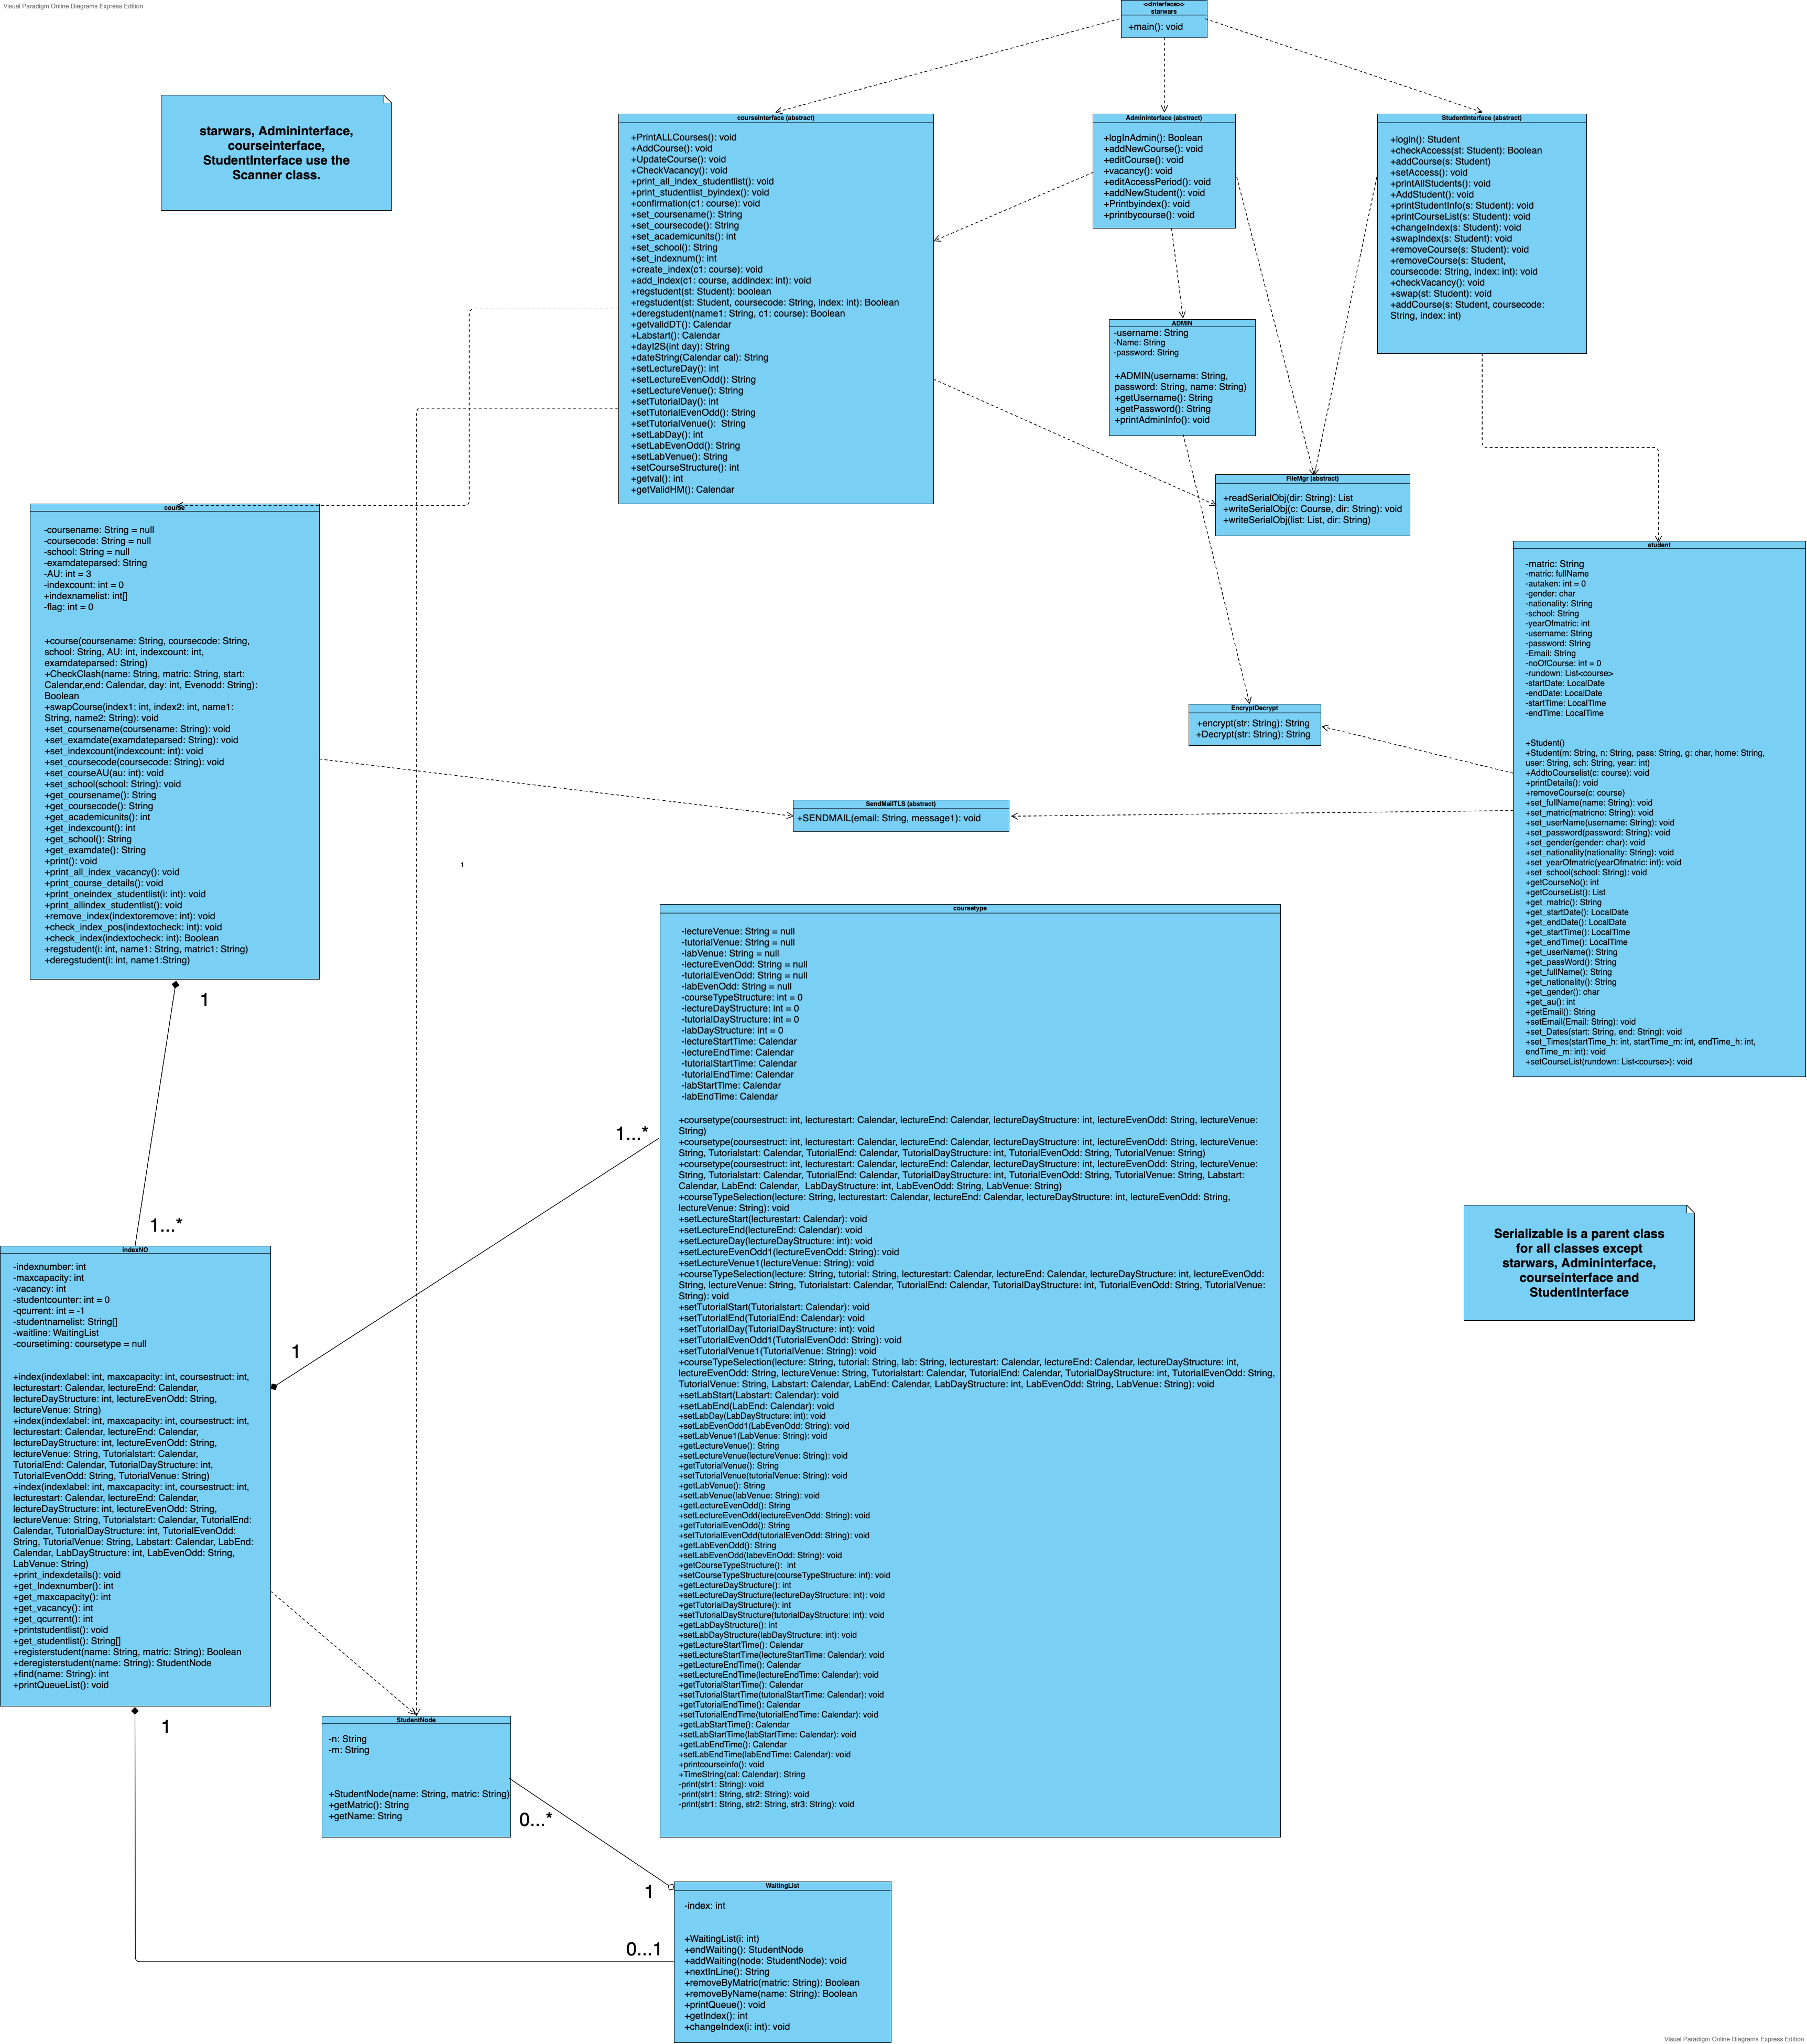 Visual Paradigm Online Diagrams Express Edition
<<Interface>>
starwars
+main(): void
starwars, Admininterface,
courseinterface,
StudentInterface use the
Scanner class.
courseinterface (abstract)
+PrintALLCourses(): void
+AddCourse(): void
+UpdateCourse(): void
+CheckVacancy(): void
+print_all_index_studentlist(): void
+print_studentlist_byindex(): void
+confirmation(c1: course): void
+set_coursename(): String
+set_coursecode(): String
+set_academicunits(): int
+set_school(): String
+set_indexnum(): int
+create_index(c1: course): void
+add_index(c1: course, addindex: int): void
+regstudent(st: Student): boolean
+regstudent(st: Student, coursecode: String, index: int): Boolean
+deregstudent(name1: String, c1: course): Boolean
+getvalidDT(): Calendar
+Labstart(): Calendar
+dayI2S(int day): String
+dateString(Calendar cal): String
+setLectureDay(): int
+setLectureEvenOdd(): String
+setLectureVenue(): String
+setTutorialDay(): int
+setTutorialEvenOdd(): String
+setTutorialVenue():  String
+setLabDay(): int
+setLabEvenOdd(): String
+setLabVenue(): String
+setCourseStructure(): int
+getval(): int
+getValidHM(): Calendar
Admininterface (abstract)
+logInAdmin(): Boolean
+addNewCourse(): void
+editCourse(): void
+vacancy(): void
+editAccessPeriod(): void
+addNewStudent(): void
+Printbyindex(): void
+printbycourse(): void
StudentInterface (abstract)
+login(): Student
+checkAccess(st: Student): Boolean
+addCourse(s: Student)
+setAccess(): void
+printAllStudents(): void
+AddStudent(): void
+printStudentInfo(s: Student): void
+printCourseList(s: Student): void
+changeIndex(s: Student): void
+swapIndex(s: Student): void
+removeCourse(s: Student): void
+removeCourse(s: Student,
coursecode: String, index: int): void
+checkVacancy(): void
+swap(st: Student): void
+addCourse(s: Student, coursecode:
String, index: int)
ADMIN
-username: String
-Name: String
-password: String
+ADMIN(username: String,
password: String, name: String)
+getUsername(): String
+getPassword(): String
+printAdminInfo(): void
FileMgr (abstract)
+readSerialObj(dir: String): List
+writeSerialObj(c: Course, dir: String): void
+writeSerialObj(list: List, dir: String)
course
-coursename: String = null
-coursecode: String = null
-school: String = null
-examdateparsed: String
-AU: int = 3
-indexcount: int = 0
+indexnamelist: int[]
-flag: int = 0
+course(coursename: String, coursecode: String,
school: String, AU: int, indexcount: int,
examdateparsed: String)
+CheckClash(name: String, matric: String, start:
Calendar,end: Calendar, day: int, Evenodd: String):
Boolean
+swapCourse(index1: int, index2: int, name1:
String, name2: String): void
+set_coursename(coursename: String): void
+set_examdate(examdateparsed: String): void
+set_indexcount(indexcount: int): void
+set_coursecode(coursecode: String): void
+set_courseAU(au: int): void
+set_school(school: String): void
+get_coursename(): String
+get_coursecode(): String
+get_academicunits(): int
+get_indexcount(): int
+get_school(): String
+get_examdate(): String
+print(): void
+print_all_index_vacancy(): void
+print_course_details(): void
+print_oneindex_studentlist(i: int): void
+print_allindex_studentlist(): void
+remove_index(indextoremove: int): void
+check_index_pos(indextocheck: int): void
+check_index(indextocheck: int): Boolean
+regstudent(i: int, name1: String, matric1: String)
+deregstudent(i: int, name1:String)
student
-matric: String
-matric: fullName
-autaken: int = 0
-gender: char
-nationality: String
-school: String
-yearOfmatric: int
-username: String
-password: String
-Email: String
-noOfCourse: int = 0
-rundown: List<course>
-startDate: LocalDate
-endDate: LocalDate
-startTime: LocalTime
-endTime: LocalTime
+Student()
+Student(m: String, n: String, pass: String, g: char, home: String,
user: String, sch: String, year: int)
+AddtoCourselist(c: course): void
+printDetails(): void
+removeCourse(c: course)
+set_fullName(name: String): void
+set_matric(matricno: String): void
+set_userName(username: String): void
+set_password(password: String): void
+set_gender(gender: char): void
+set_nationality(nationality: String): void
+set_yearOfmatric(yearOfmatric: int): void
+set_school(school: String): void
+getCourseNo(): int
+getCourseList(): List
+get_matric(): String
+get_startDate(): LocalDate
+get_endDate(): LocalDate
+get_startTime(): LocalTime
+get_endTime(): LocalTime
+get_userName(): String
+get_passWord(): String
+get_fullName(): String
+get_nationality(): String
+get_gender(): char
+get_au(): int
+getEmail(): String
+setEmail(Email: String): void
+set_Dates(start: String, end: String): void
+set_Times(startTime_h: int, startTime_m: int, endTime_h: int,
endTime_m: int): void
+setCourseList(rundown: List<course>): void
EncryptDecrypt
+encrypt(str: String): String
+Decrypt(str: String): String
SendMailTLS (abstract)
+SENDMAIL(email: String, message1): void
1
coursetype
-lectureVenue: String = null
-tutorialVenue: String = null
-labVenue: String = null
-lectureEvenOdd: String = null
-tutorialEvenOdd: String = null
-labEvenOdd: String = null
-courseTypeStructure: int = 0
-lectureDayStructure: int = 0
-tutorialDayStructure: int = 0
-labDayStructure: int = 0
-lectureStartTime: Calendar
-lectureEndTime: Calendar
-tutorialStartTime: Calendar
-tutorialEndTime: Calendar
-labStartTime: Calendar
-labEndTime: Calendar
+coursetype(coursestruct: int, lecturestart: Calendar, lectureEnd: Calendar, lectureDayStructure: int, lectureEvenOdd: String, lectureVenue:
String)
+coursetype(coursestruct: int, lecturestart: Calendar, lectureEnd: Calendar, lectureDayStructure: int, lectureEvenOdd: String, lectureVenue:
String, Tutorialstart: Calendar, TutorialEnd: Calendar, TutorialDayStructure: int, TutorialEvenOdd: String, TutorialVenue: String)
+coursetype(coursestruct: int, lecturestart: Calendar, lectureEnd: Calendar, lectureDayStructure: int, lectureEvenOdd: String, lectureVenue:
String, Tutorialstart: Calendar, TutorialEnd: Calendar, TutorialDayStructure: int, TutorialEvenOdd: String, TutorialVenue: String, Labstart:
Calendar, LabEnd: Calendar,  LabDayStructure: int, LabEvenOdd: String, LabVenue: String)
+courseTypeSelection(lecture: String, lecturestart: Calendar, lectureEnd: Calendar, lectureDayStructure: int, lectureEvenOdd: String,
lectureVenue: String): void
+setLectureStart(lecturestart: Calendar): void
+setLectureEnd(lectureEnd: Calendar): void
+setLectureDay(lectureDayStructure: int): void
+setLectureEvenOdd1(lectureEvenOdd: String): void
+setLectureVenue1(lectureVenue: String): void
+courseTypeSelection(lecture: String, tutorial: String, lecturestart: Calendar, lectureEnd: Calendar, lectureDayStructure: int, lectureEvenOdd:
String, lectureVenue: String, Tutorialstart: Calendar, TutorialEnd: Calendar, TutorialDayStructure: int, TutorialEvenOdd: String, TutorialVenue:
String): void
+setTutorialStart(Tutorialstart: Calendar): void
+setTutorialEnd(TutorialEnd: Calendar): void
+setTutorialDay(TutorialDayStructure: int): void
+setTutorialEvenOdd1(TutorialEvenOdd: String): void
+setTutorialVenue1(TutorialVenue: String): void
+courseTypeSelection(lecture: String, tutorial: String, lab: String, lecturestart: Calendar, lectureEnd: Calendar, lectureDayStructure: int,
lectureEvenOdd: String, lectureVenue: String, Tutorialstart: Calendar, TutorialEnd: Calendar, TutorialDayStructure: int, TutorialEvenOdd: String,
TutorialVenue: String, Labstart: Calendar, LabEnd: Calendar, LabDayStructure: int, LabEvenOdd: String, LabVenue: String): void
+setLabStart(Labstart: Calendar): void
+setLabEnd(LabEnd: Calendar): void
+setLabDay(LabDayStructure: int): void
+setLabEvenOdd1(LabEvenOdd: String): void
+setLabVenue1(LabVenue: String): void
+getLectureVenue(): String
+setLectureVenue(lectureVenue: String): void
+getTutorialVenue(): String
+setTutorialVenue(tutorialVenue: String): void
+getLabVenue(): String
+setLabVenue(labVenue: String): void
+getLectureEvenOdd(): String
+setLectureEvenOdd(lectureEvenOdd: String): void
+getTutorialEvenOdd(): String
+setTutorialEvenOdd(tutorialEvenOdd: String): void
+getLabEvenOdd(): String
+setLabEvenOdd(labevEnOdd: String): void
+getCourseTypeStructure():  int
+setCourseTypeStructure(courseTypeStructure: int): void
+getLectureDayStructure(): int
+setLectureDayStructure(lectureDayStructure: int): void
+getTutorialDayStructure(): int
+setTutorialDayStructure(tutorialDayStructure: int): void
+getLabDayStructure(): int
+setLabDayStructure(labDayStructure: int): void
+getLectureStartTime(): Calendar
+setLectureStartTime(lectureStartTime: Calendar): void
+getLectureEndTime(): Calendar
+setLectureEndTime(lectureEndTime: Calendar): void
+getTutorialStartTime(): Calendar
+setTutorialStartTime(tutorialStartTime: Calendar): void
+getTutorialEndTime(): Calendar
+setTutorialEndTime(tutorialEndTime: Calendar): void
+getLabStartTime(): Calendar
+setLabStartTime(labStartTime: Calendar): void
+getLabEndTime(): Calendar
+setLabEndTime(labEndTime: Calendar): void
+printcourseinfo(): void
+TimeString(cal: Calendar): String
-print(str1: String): void
-print(str1: String, str2: String): void
-print(str1: String, str2: String, str3: String): void
1
1...*
1...*
1
Serializable is a parent class
for all classes except
starwars, Admininterface,
courseinterface and
StudentInterface
indexNO
-indexnumber: int
-maxcapacity: int
-vacancy: int
-studentcounter: int = 0
-qcurrent: int = -1
-studentnamelist: String[]
-waitline: WaitingList
-coursetiming: coursetype = null
+index(indexlabel: int, maxcapacity: int, coursestruct: int,
lecturestart: Calendar, lectureEnd: Calendar,
lectureDayStructure: int, lectureEvenOdd: String,
lectureVenue: String)
+index(indexlabel: int, maxcapacity: int, coursestruct: int,
lecturestart: Calendar, lectureEnd: Calendar,
lectureDayStructure: int, lectureEvenOdd: String,
lectureVenue: String, Tutorialstart: Calendar,
TutorialEnd: Calendar, TutorialDayStructure: int,
TutorialEvenOdd: String, TutorialVenue: String)
+index(indexlabel: int, maxcapacity: int, coursestruct: int,
lecturestart: Calendar, lectureEnd: Calendar,
lectureDayStructure: int, lectureEvenOdd: String,
lectureVenue: String, Tutorialstart: Calendar, TutorialEnd:
Calendar, TutorialDayStructure: int, TutorialEvenOdd:
String, TutorialVenue: String, Labstart: Calendar, LabEnd:
Calendar, LabDayStructure: int, LabEvenOdd: String,
LabVenue: String)
+print_indexdetails(): void
+get_Indexnumber(): int
+get_maxcapacity(): int
+get_vacancy(): int
+get_qcurrent(): int
+printstudentlist(): void
+get_studentlist(): String[]
+registerstudent(name: String, matric: String): Boolean
+deregisterstudent(name: String): StudentNode
+find(name: String): int
+printQueueList(): void
1
StudentNode
-n: String
-m: String
+StudentNode(name: String, matric: String)
+getMatric(): String
+getName: String
0...*
1
0...1
WaitingList
-index: int
+WaitingList(i: int)
+endWaiting(): StudentNode
+addWaiting(node: StudentNode): void
+nextInLine(): String
+removeByMatric(matric: String): Boolean
+removeByName(name: String): Boolean
+printQueue(): void
+getIndex(): int
+changeIndex(i: int): void
Visual Paradigm Online Diagrams Express Edition